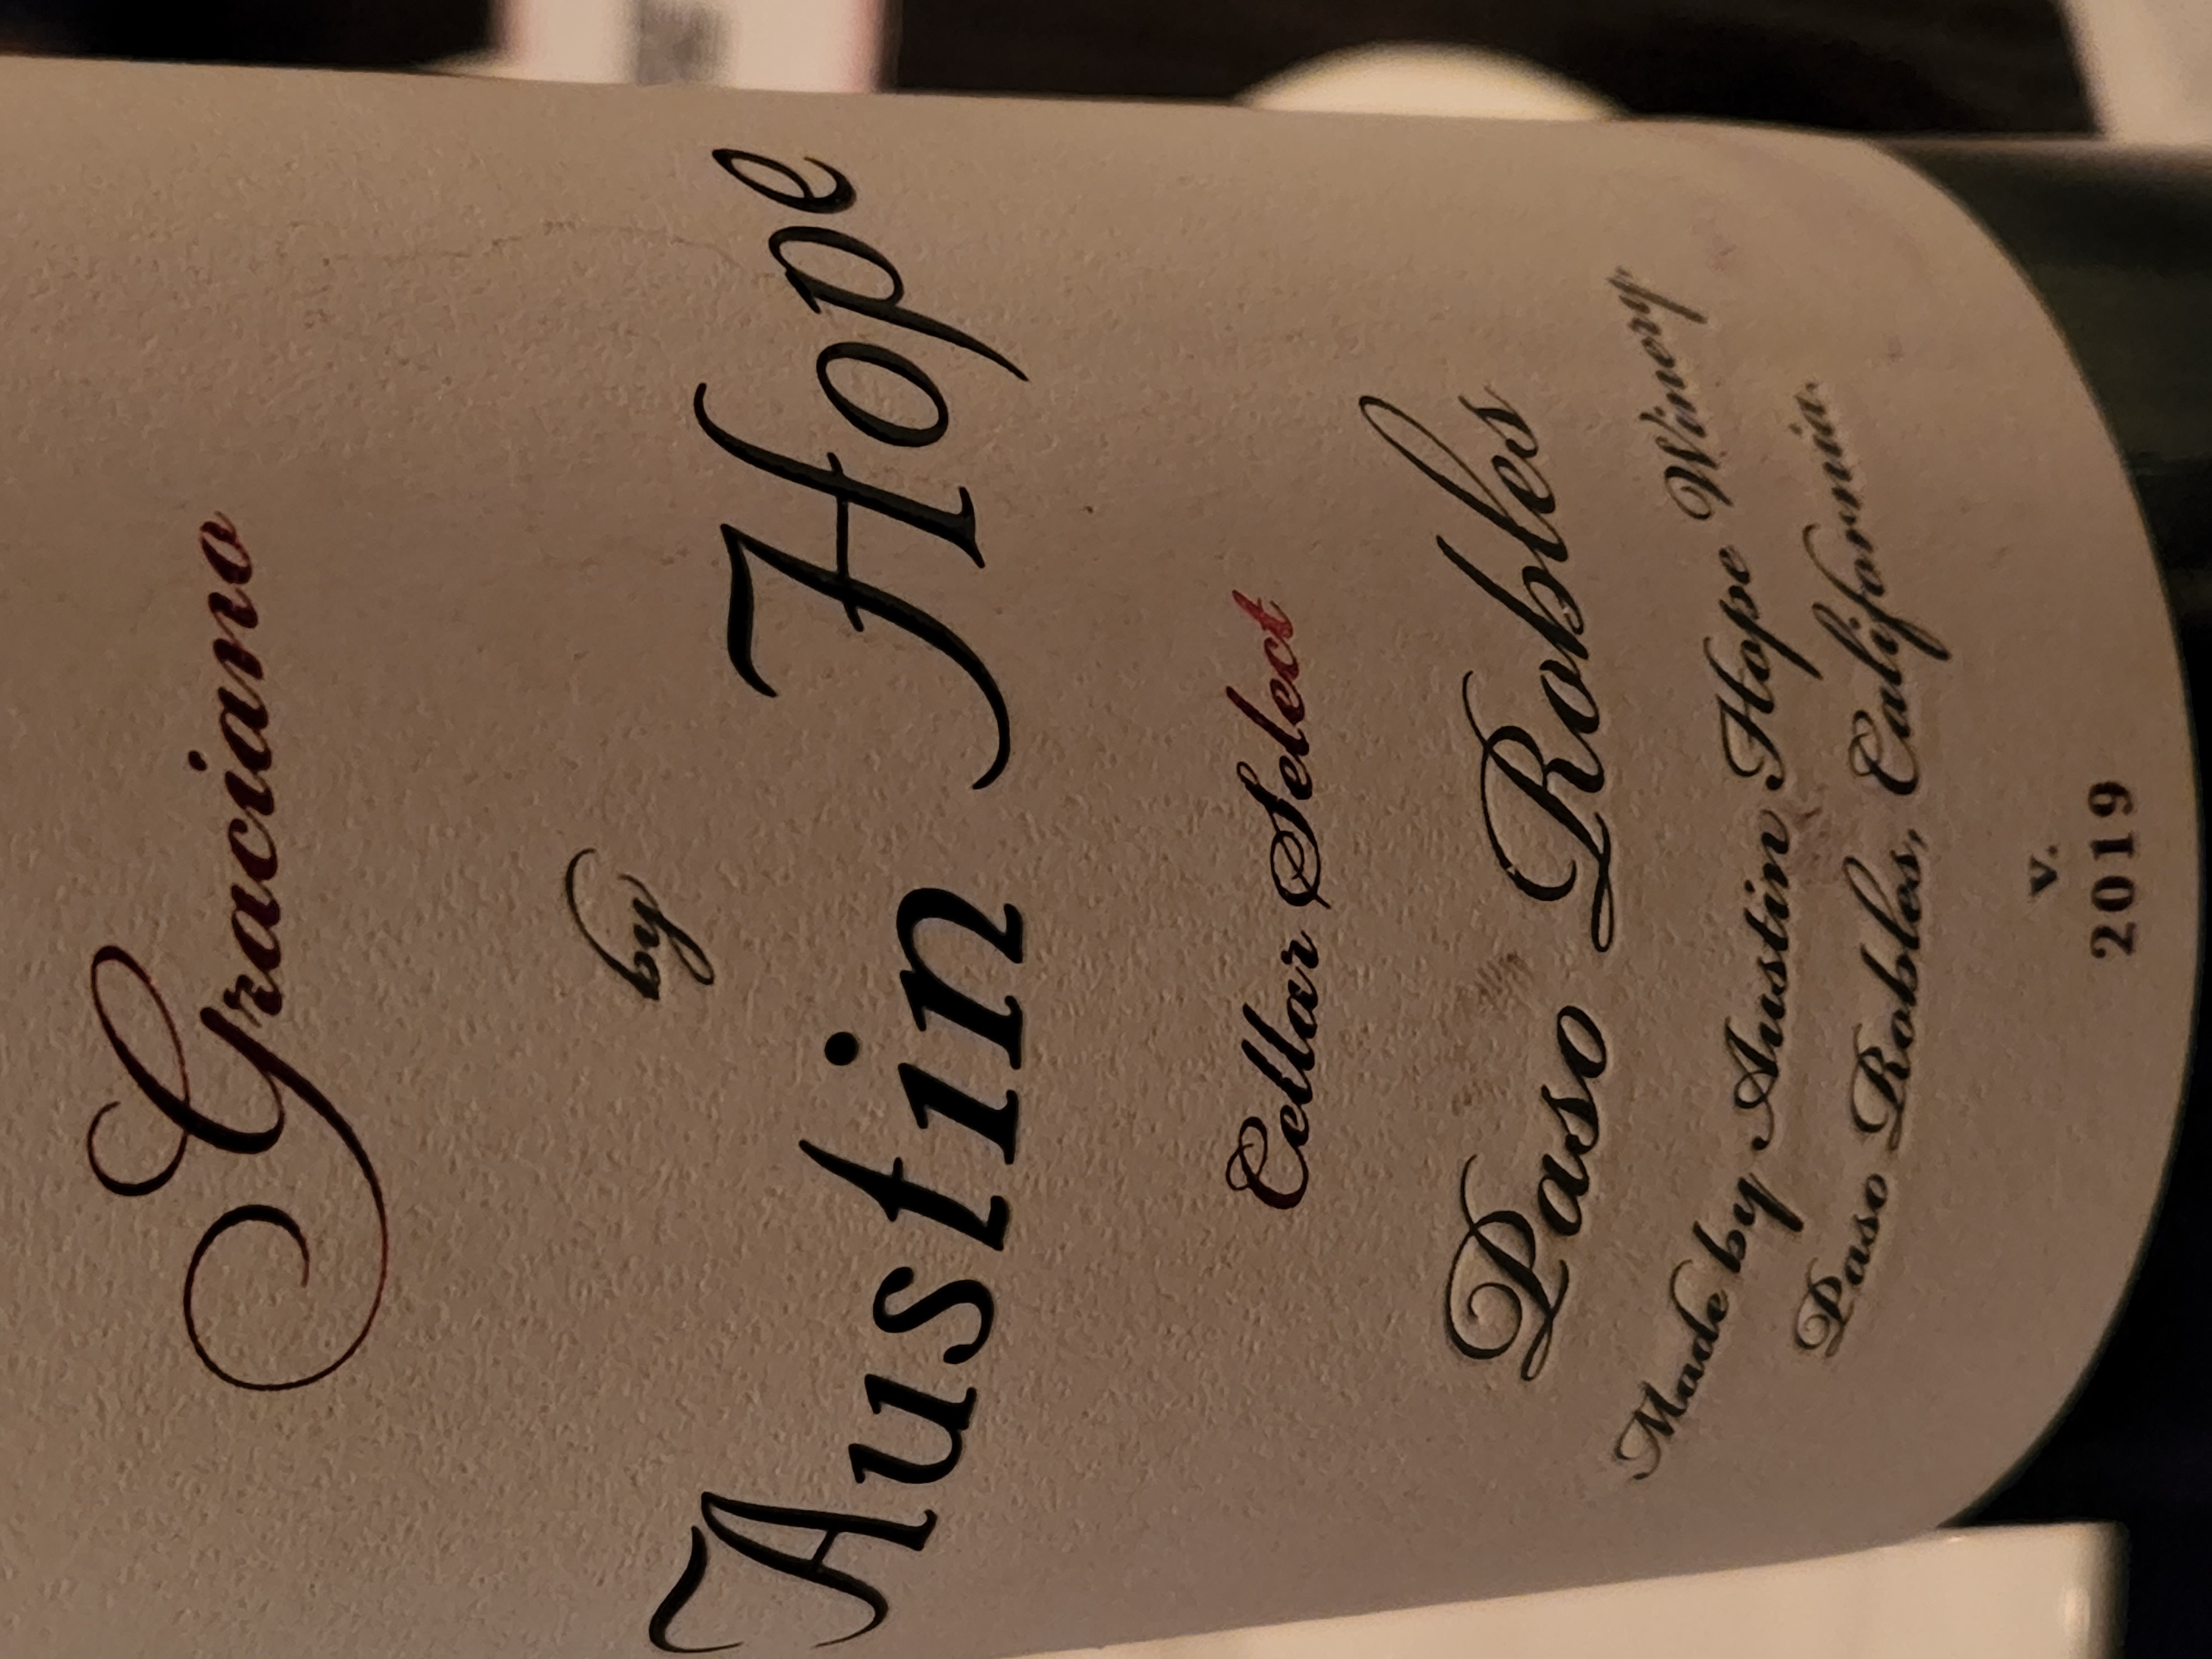 Graciano
by
Austin Hope
Cellar Select
Paso Robles
Made by Austin Hope Winery
Paso Robles, California
v.
2019